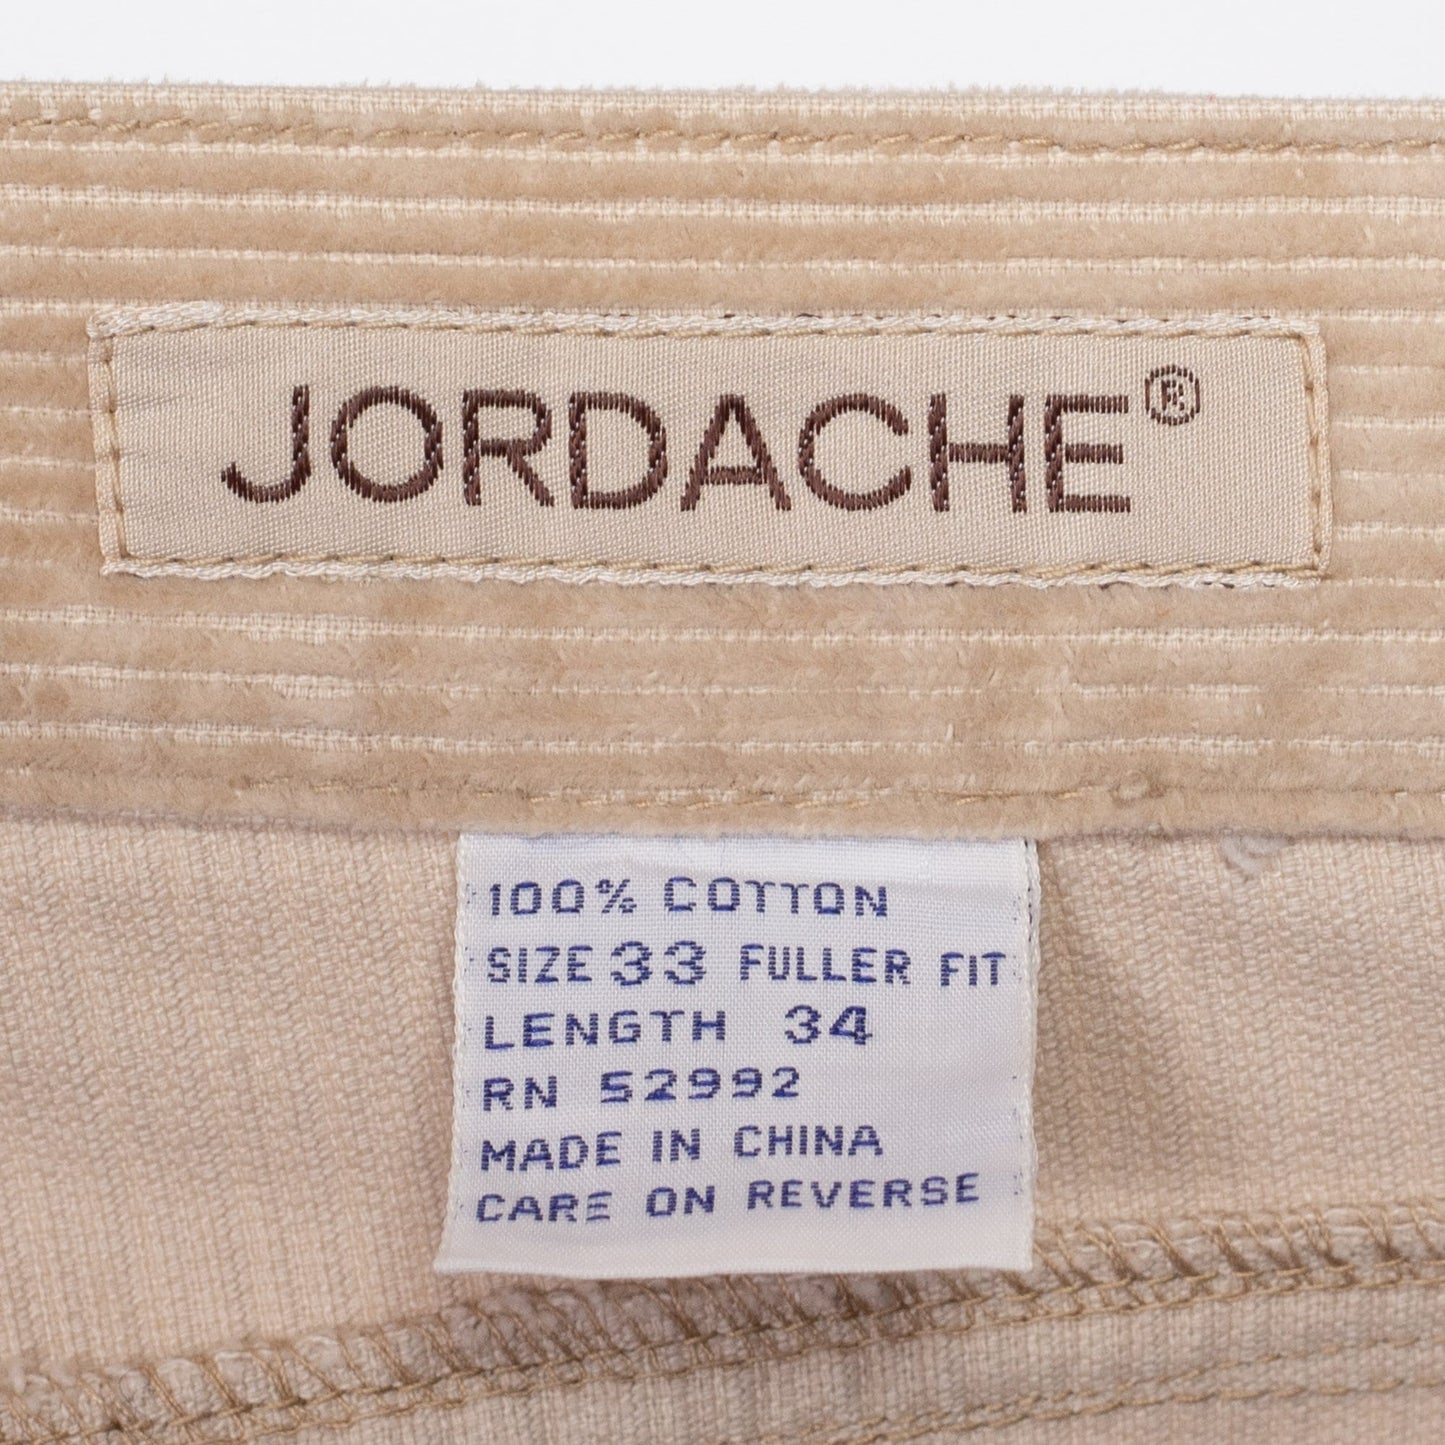 JORDACHE®
100% COTTON
SIZE 33 FULLER FIT
LENGTH 34
RN 52992
MADE IN CHINA
CARE ON REVERSE